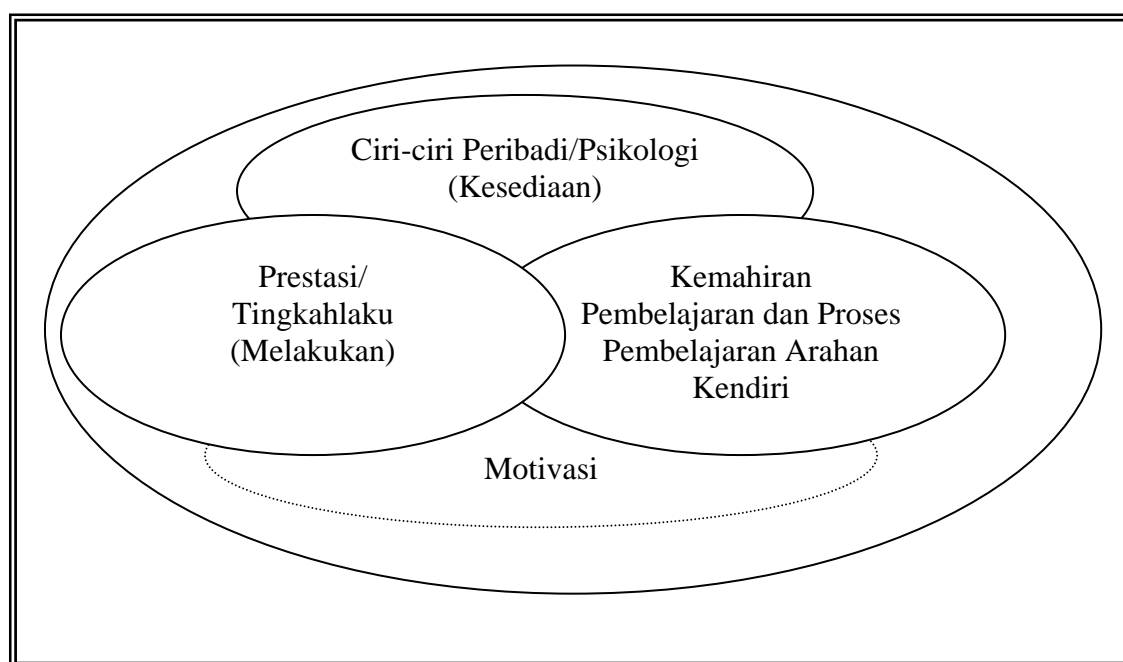 Ciri-ciri Peribadi/Psikologi
(Kesediaan)
Prestasi/
Tingkahlaku
(Melakukan)
Kemahiran
Pembelajaran dan Proses
Pembelajaran Arahan
Kendiri
Motivasi